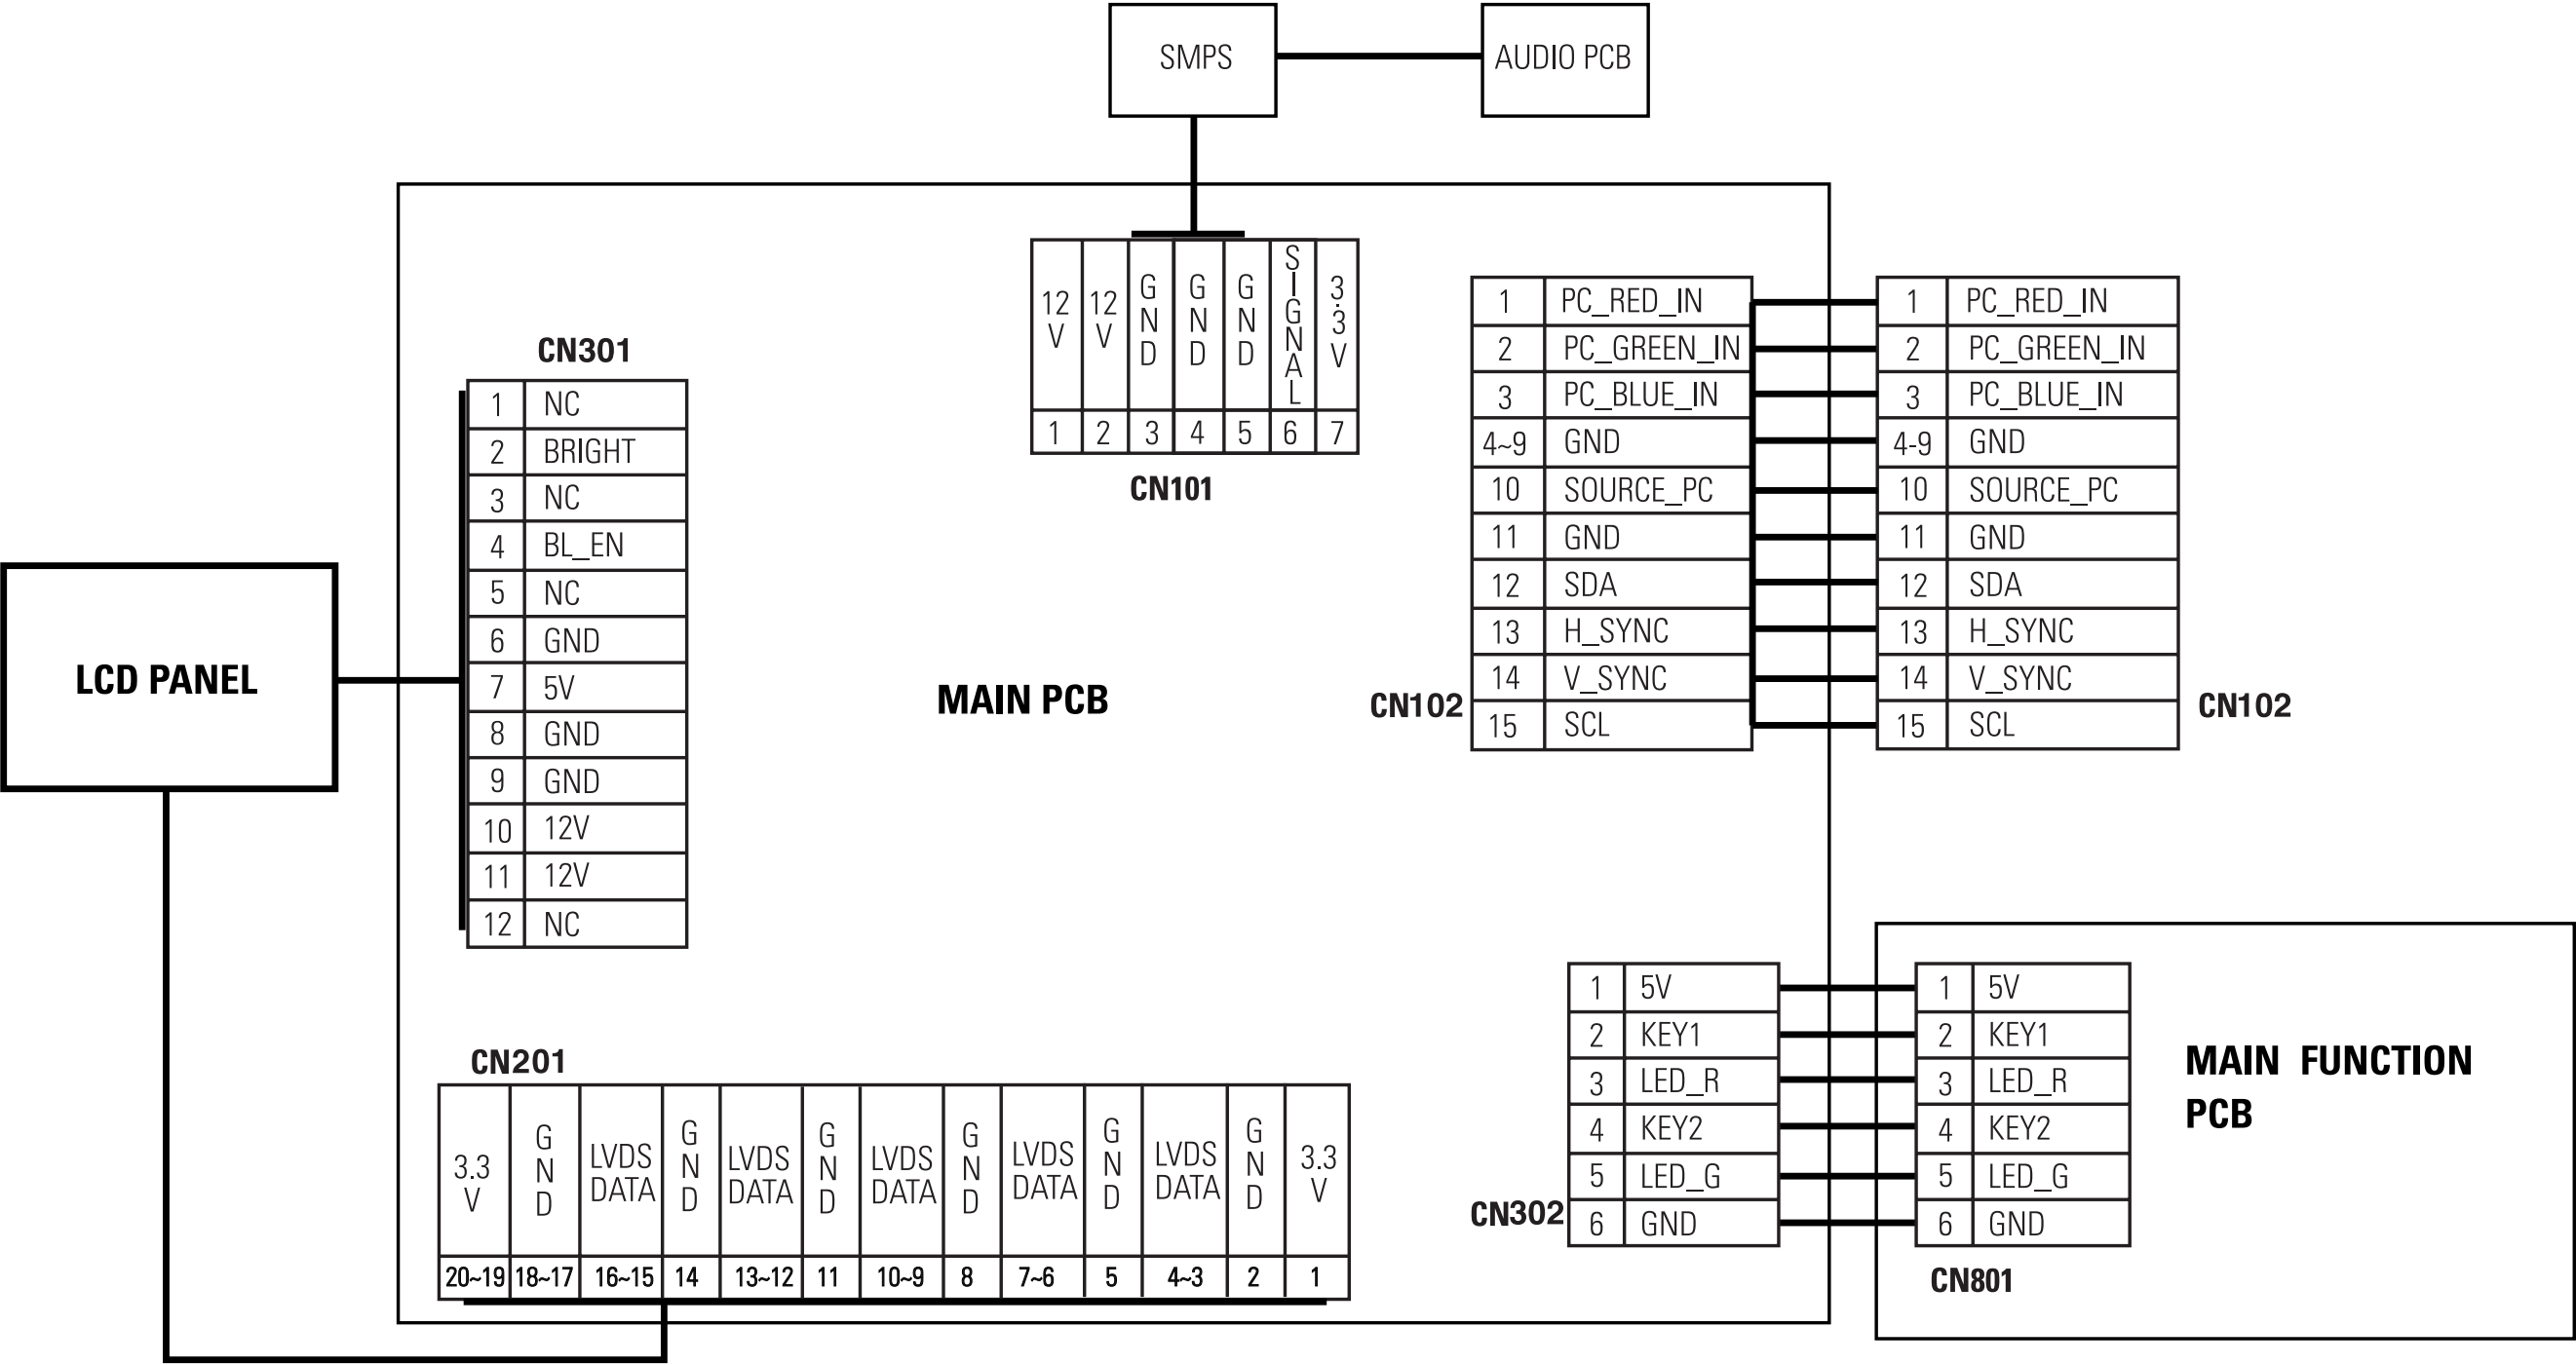 SMPS
AUDIO PCB
12
V
12
V
GND
GND
GND
SIGNAL
3.3V
1 2 3 4 5 6 7
CN101
CN301
1 NC
2 BRIGHT
3 NC
4 BL_EN
5 NC
6 GND
7 5V
8 GND
9 GND
10 12V
11 12V
12 NC
LCD PANEL
MAIN PCB
1 PC_RED_IN
2 PC_GREEN_IN
3 PC_BLUE_IN
4~9 GND
10 SOURCE_PC
11 GND
12 SDA
13 H_SYNC
14 V_SYNC
15 SCL
CN102
1 PC_RED_IN
2 PC_GREEN_IN
3 PC_BLUE_IN
4-9 GND
10 SOURCE_PC
11 GND
12 SDA
13 H_SYNC
14 V_SYNC
15 SCL
CN102
1 5V
2 KEY1
3 LED_R
4 KEY2
5 LED_G
6 GND
CN302
1 5V
2 KEY1
3 LED_R
4 KEY2
5 LED_G
6 GND
CN801
MAIN FUNCTION
PCB
CN201
3.3
V
GND
LVDS
DATA
GND
LVDS
DATA
GND
LVDS
DATA
GND
LVDS
DATA
GND
LVDS
DATA
GND
3.3
V
20~19 18~17 16~15 14 13~12 11 10~9 8 7~6 5 4~3 2 1